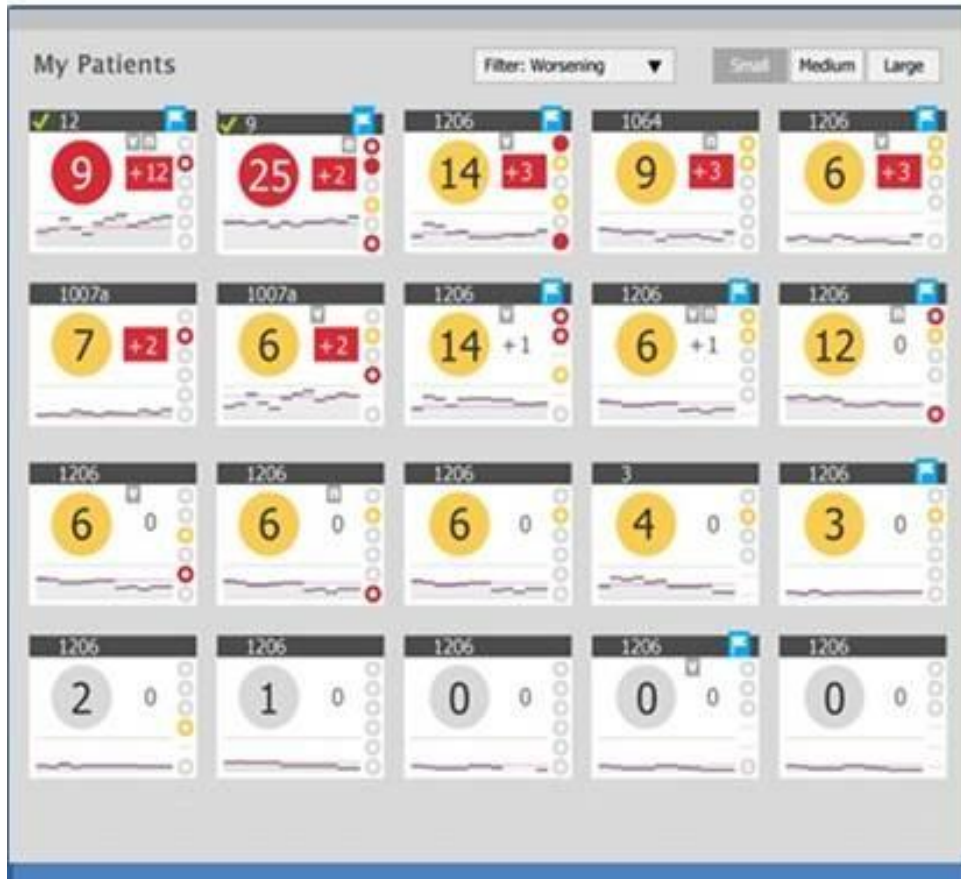 My Patients
Filter: Worsening ▼ Small Medium Large
12 9 1206 1064 1206
9 +12 25 +2 14 +3 9 +3 6 +3
1007a 1007a 1206 1206 1206
7 +2 6 +2 14 +1 6 +1 12 0
1206 1206 1206 3 1206
6 0 6 0 6 0 4 0 3 0
1206 1206 1206 1206 1206
2 0 1 0 0 0 0 0 0 0